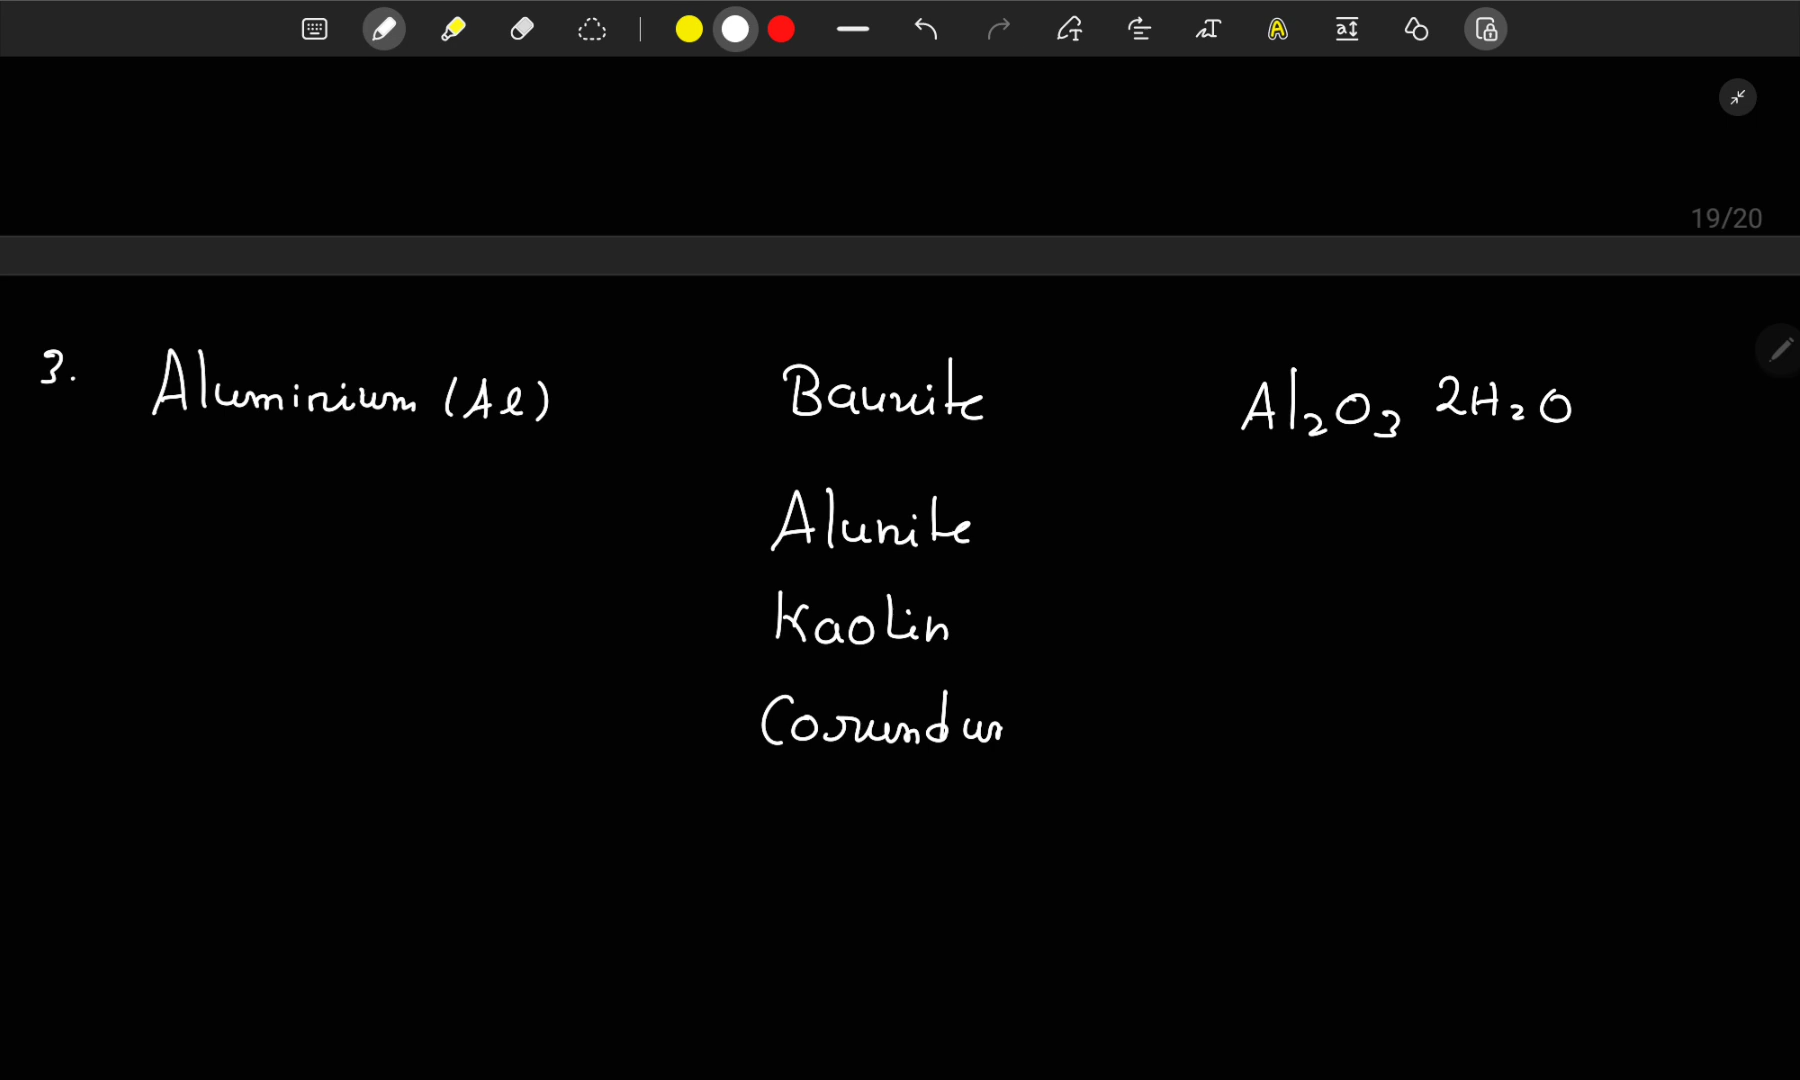 19/20
3. Aluminium (Al) Bauxite Al₂O₃ 2H₂O
Alunite
Kaolin
Corundum